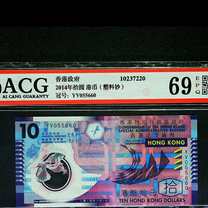 ACG
AI CANG GUARANTY
香港政府 10237220
2014年拾圓 港币（塑料钞）
冠号：YV055660
69 EPQ
10
YV055660
HONG KONG
拾
TEN HONG KONG DOLLARS